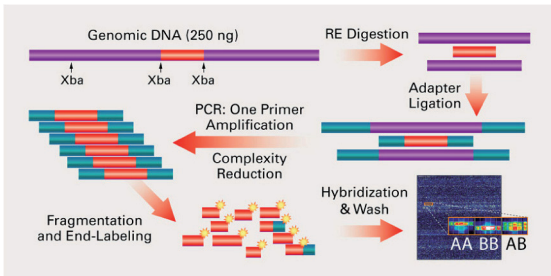 Genomic DNA (250 ng)
RE Digestion
Xba
Xba
Xba
Adapter
Ligation
PCR: One Primer
Amplification
Complexity
Reduction
Fragmentation
and End-Labeling
Hybridization
& Wash
AA BB AB